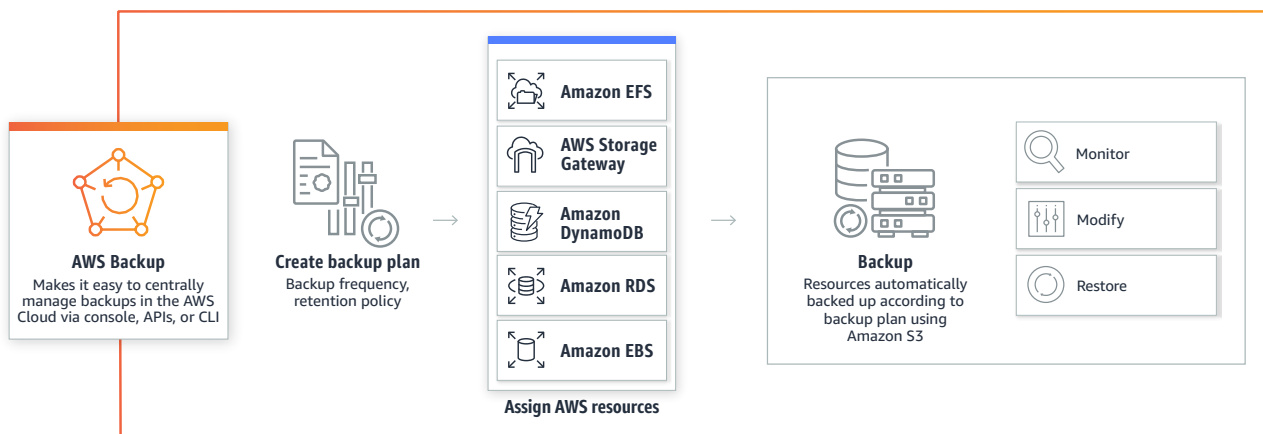 AWS Backup
Makes it easy to centrally
manage backups in the AWS
Cloud via console, APIs, or CLI
Create backup plan
Backup frequency,
retention policy
Amazon EFS
AWS Storage
Gateway
Amazon
DynamoDB
Amazon RDS
Amazon EBS
Assign AWS resources
Backup
Resources automatically
backed up according to
backup plan using
Amazon S3
Monitor
Modify
Restore